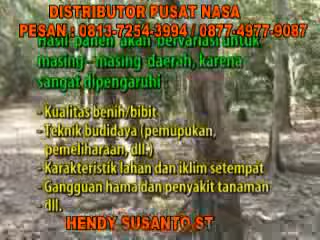 DISTRIBUTOR PUSAT NASA
PESAN : 0813-7254-3994 / 0877-4977-9087
Hasil panen akan bervariasi untuk
masing - masing daerah, karena
sangat dipengaruhi :
- Kualitas benih/bibit
- Teknik budidaya (pemupukan,
pemeliharaan, dll.)
- Karakteristik lahan dan iklim setempat
- Gangguan hama dan penyakit tanaman
- dll.
HENDY SUSANTO,ST